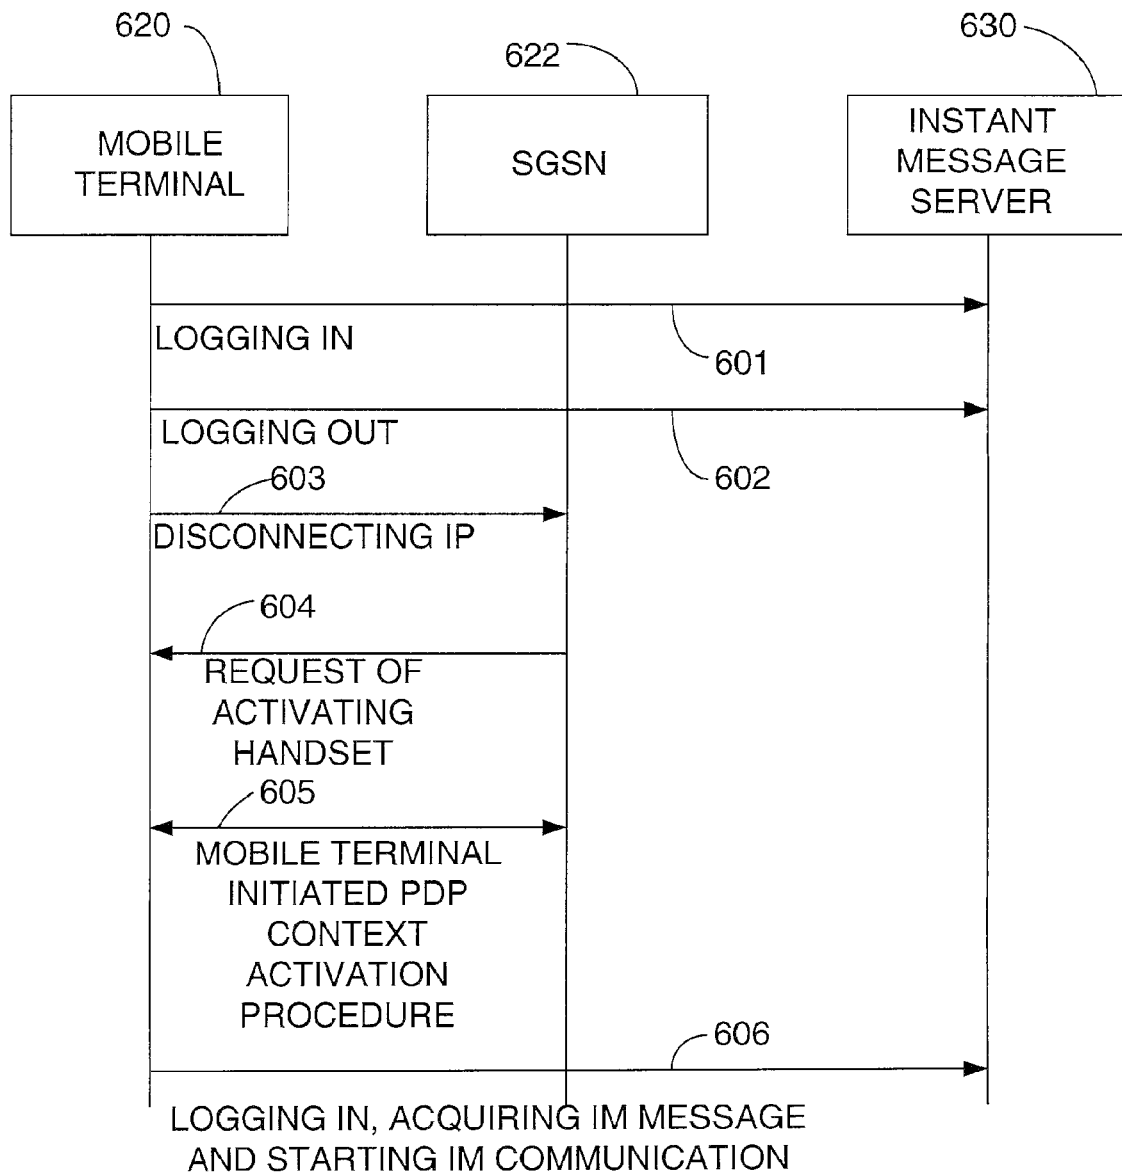 620
622
630
MOBILE
TERMINAL
SGSN
INSTANT
MESSAGE
SERVER
LOGGING IN
601
LOGGING OUT
602
603
DISCONNECTING IP
604
REQUEST OF
ACTIVATING
HANDSET
605
MOBILE TERMINAL
INITIATED PDP
CONTEXT
ACTIVATION
PROCEDURE
606
LOGGING IN, ACQUIRING IM MESSAGE
AND STARTING IM COMMUNICATION